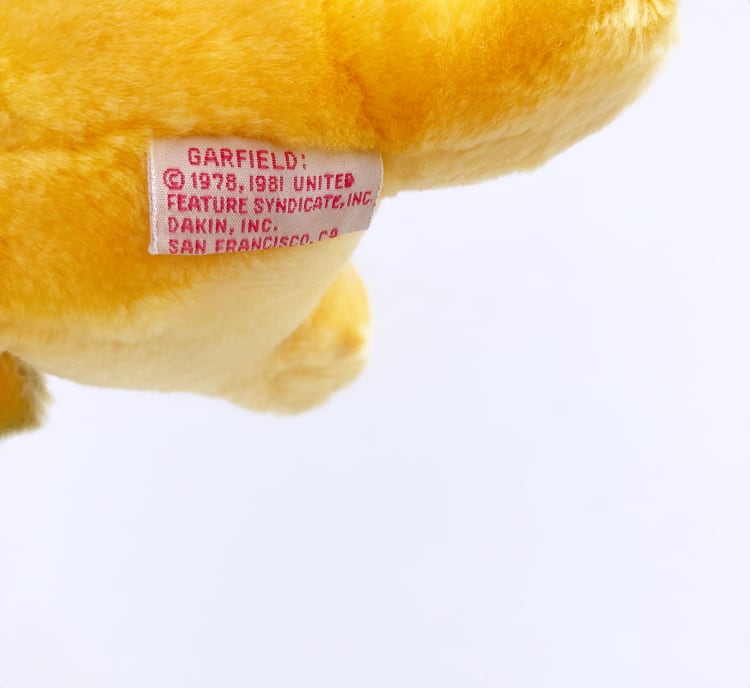 GARFIELD:
© 1978, 1981 UNITED
FEATURE SYNDICATE, INC.
DAKIN, INC.
SAN FRANCISCO, CA